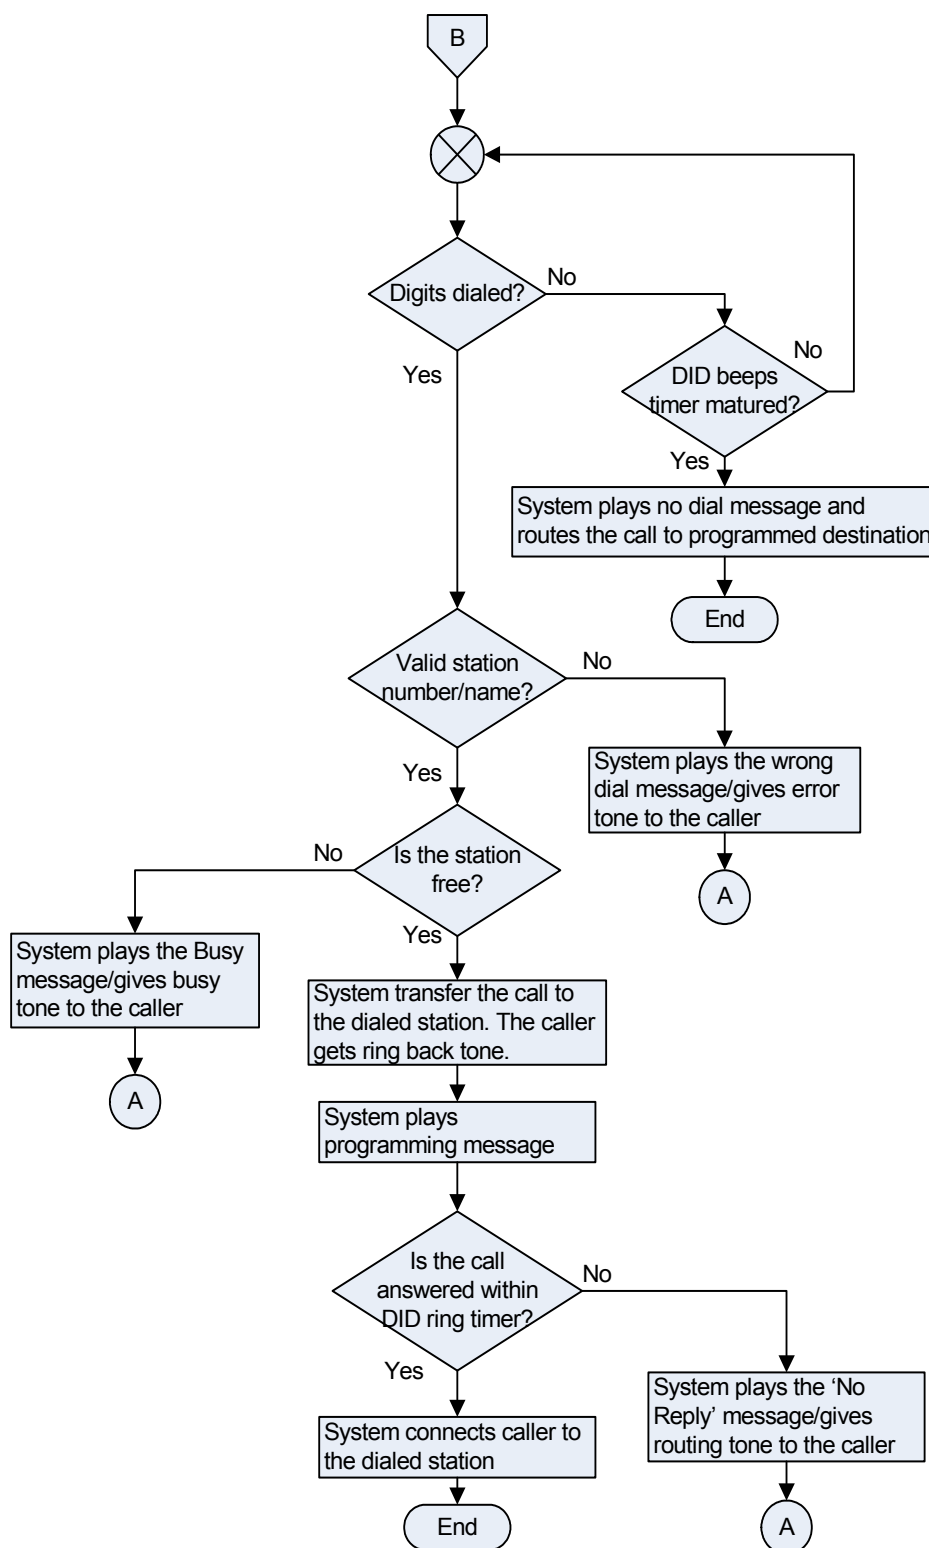 B
Digits dialed?
No
Yes
DID beeps
timer matured?
No
Yes
System plays no dial message and
routes the call to programmed destination
End
Valid station
number/name?
No
Yes
System plays the wrong
dial message/gives error
tone to the caller
A
Is the station
free?
No
Yes
System plays the Busy
message/gives busy
tone to the caller
A
System transfer the call to
the dialed station. The caller
gets ring back tone.
System plays
programming message
Is the call
answered within
DID ring timer?
No
Yes
System plays the ‘No
Reply’ message/gives
routing tone to the caller
A
System connects caller to
the dialed station
End